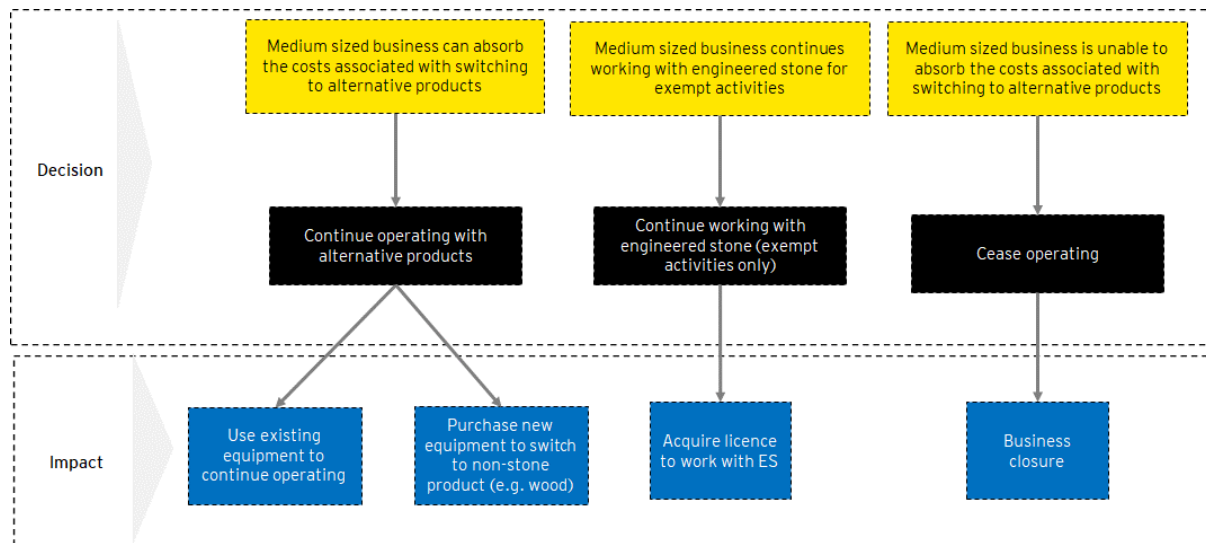 Medium sized business can absorb
the costs associated with switching
to alternative products
Medium sized business continues
working with engineered stone for
exempt activities
Medium sized business is unable to
absorb the costs associated with
switching to alternative products
Decision
Continue operating with
alternative products
Continue working with
engineered stone (exempt
activities only)
Cease operating
Impact
Use existing
equipment to
continue operating
Purchase new
equipment to switch
to non-stone
product (e.g. wood)
Acquire licence
to work with ES
Business
closure